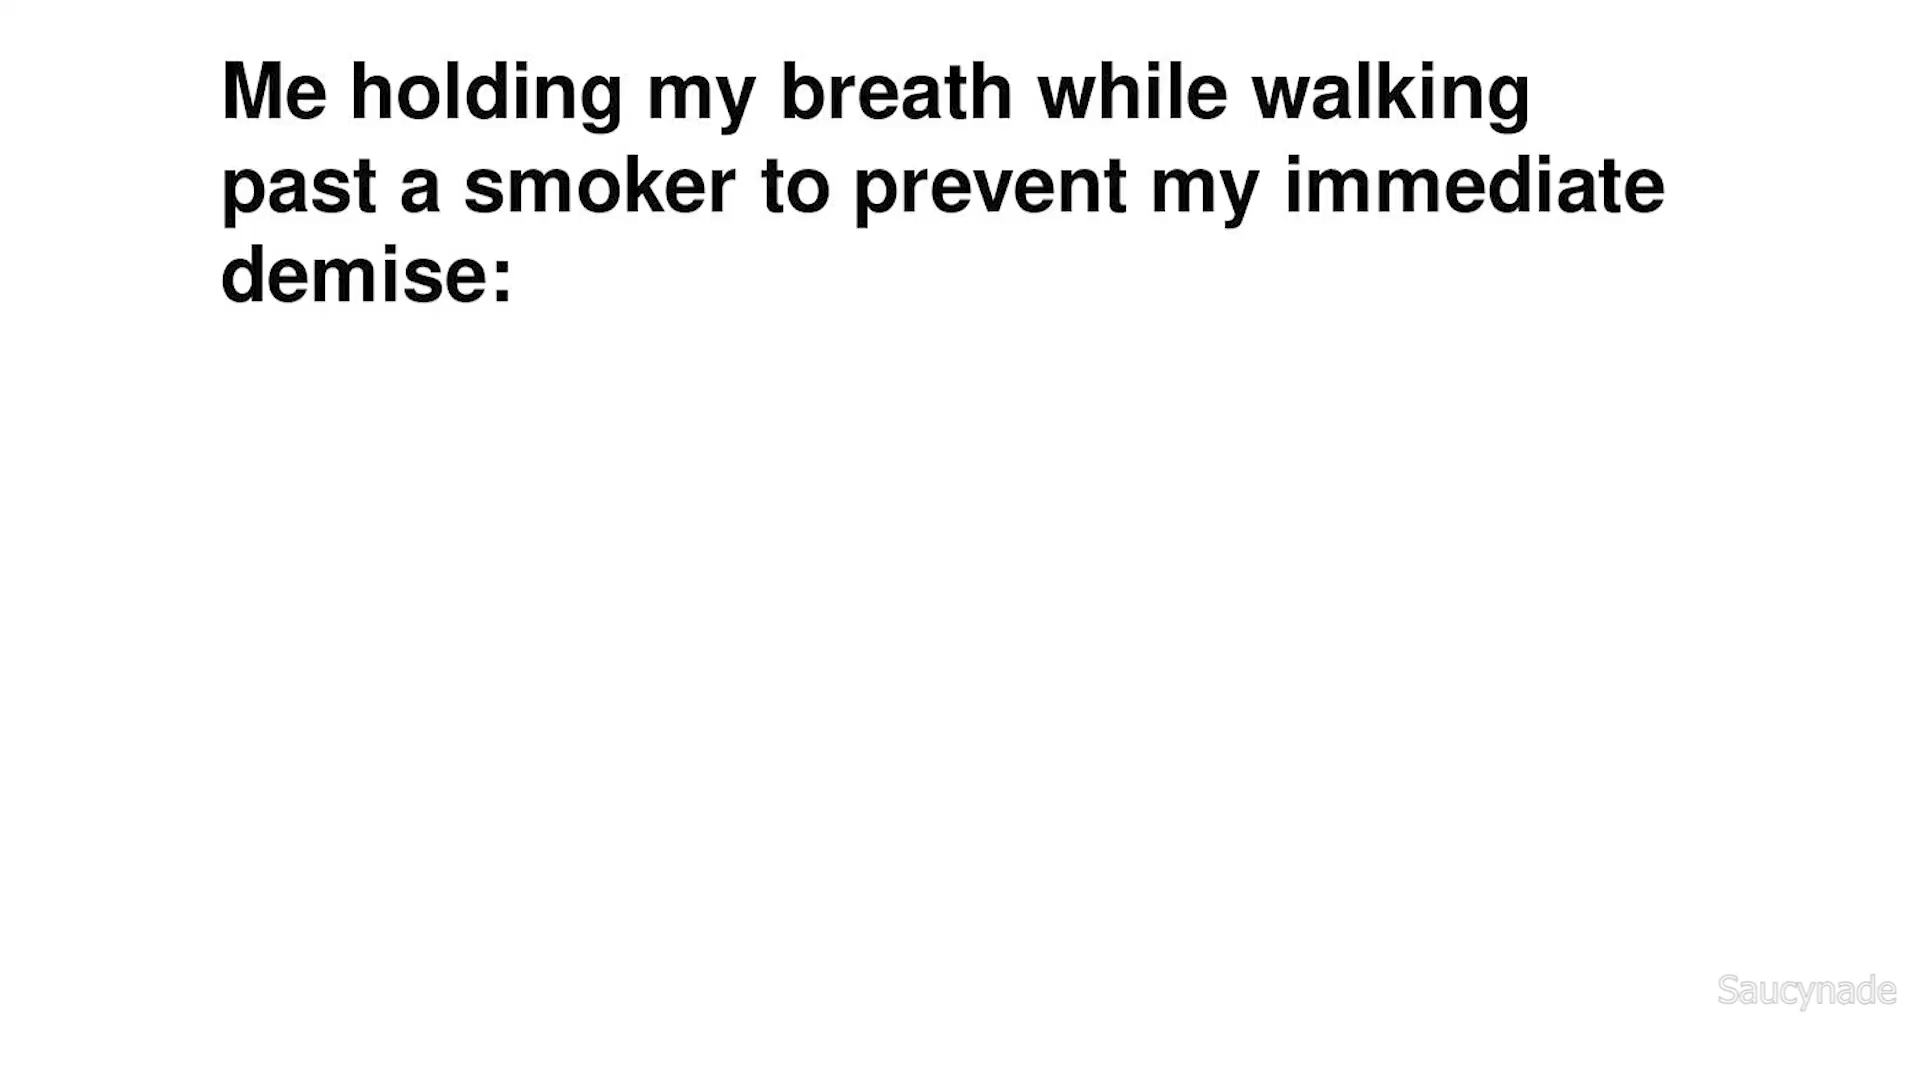 Me holding my breath while walking
past a smoker to prevent my immediate
demise:
Saucynade